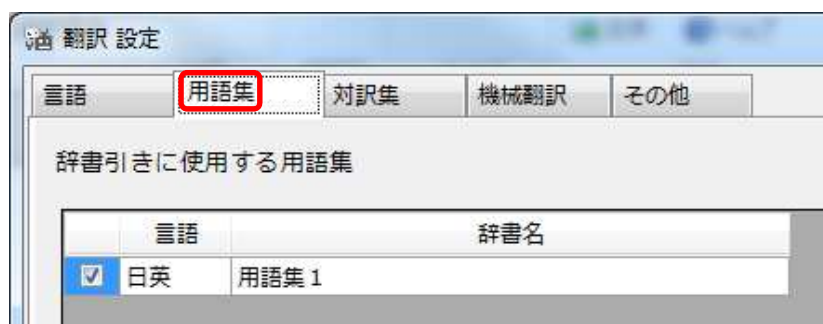 翻訳 設定
言語 用語集 対訳集 機械翻訳 その他
辞書引きに使用する用語集
言語 辞書名
日英 用語集1